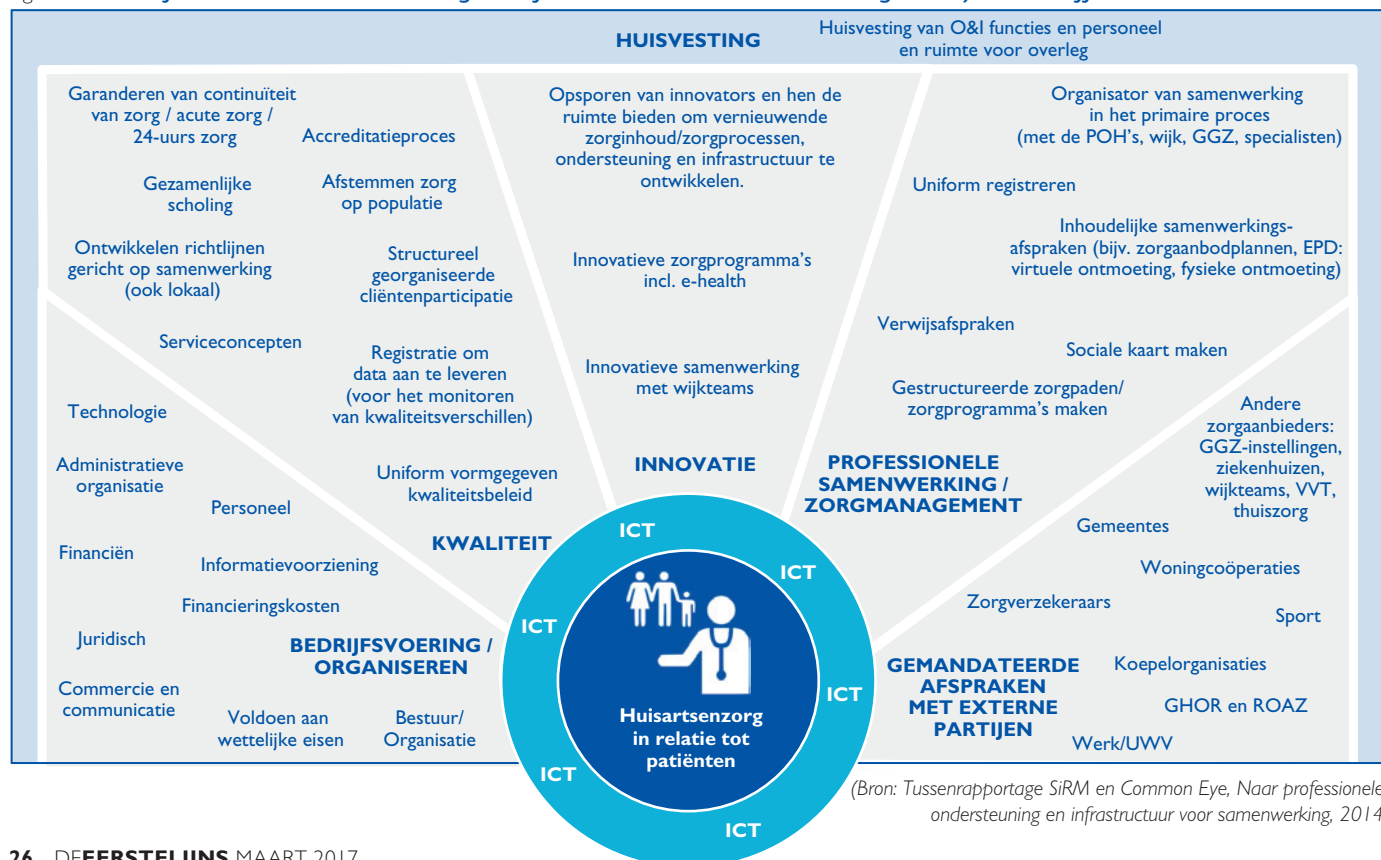 HUISVESTING
Huisvesting van O&I functies en personeel
en ruimte voor overleg
Garanderen van continuïteit
van zorg / acute zorg /
24-uurs zorg
Accreditatieproces
Gezamenlijke
scholing
Afstemmen zorg
op populatie
Ontwikkelen richtlijnen
gericht op samenwerking
(ook lokaal)
Structureel
georganiseerde
cliëntenparticipatie
Serviceconcepten
Registratie om
data aan te leveren
(voor het monitoren
van kwaliteitsverschillen)
Uniform vormgegeven
kwaliteitsbeleid
KWALITEIT
Opsporen van innovators en hen de
ruimte bieden om vernieuwende
zorginhoud/zorgprocessen,
ondersteuning en infrastructuur te
ontwikkelen.
Innovatieve zorgprogramma's
incl. e-health
Innovatieve samenwerking
met wijkteams
INNOVATIE
Organisator van samenwerking
in het primaire proces
(met de POH's, wijk, GGZ, specialisten)
Uniform registreren
Inhoudelijke samenwerkings-
afspraken (bijv. zorgaanbodplannen, EPD:
virtuele ontmoeting, fysieke ontmoeting)
Verwijsafspraken
Sociale kaart maken
Gestructureerde zorgpaden/
zorgprogramma's maken
PROFESSIONELE
SAMENWERKING /
ZORGMANAGEMENT
Technologie
Administratieve
organisatie
Personeel
Financiën
Informatievoorziening
Financieringskosten
Juridisch
BEDRIJFSVOERING /
ORGANISEREN
Commercie en
communicatie
Voldoen aan
wettelijke eisen
Bestuur/
Organisatie
Andere
zorgaanbieders:
GGZ-instellingen,
ziekenhuizen,
wijkteams, VVT,
thuiszorg
Gemeentes
Woningcoöperaties
Zorgverzekeraars
Sport
GEMANDATEERDE
AFSPRAKEN
MET EXTERNE
PARTIJEN
Koepelorganisaties
GHOR en ROAZ
Werk/UWV
ICT
ICT
ICT
ICT
ICT
ICT
Huisartsenzorg
in relatie tot
patiënten
(Bron: Tussenrapportage SiRM en Common Eye, Naar professionele
ondersteuning en infrastructuur voor samenwerking, 2014
26 DEEERSTELIJNS MAART 2017